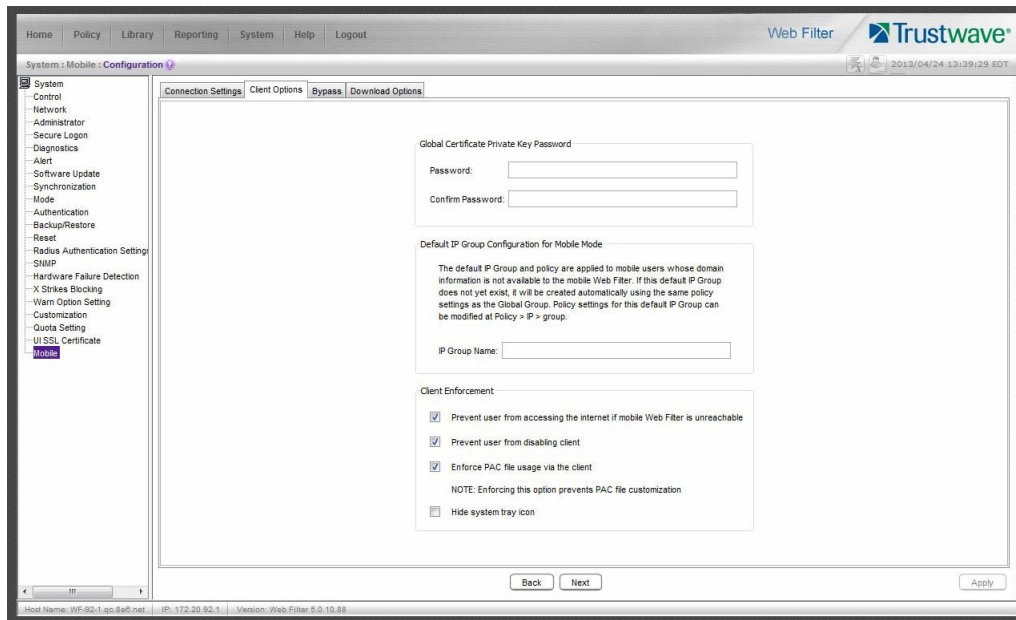 Home Policy Library Reporting System Help Logout
Web Filter
Trustwave®
System : Mobile : Configuration
2013/04/24 13:39:29 EDT
System
Control
Network
Administrator
Secure Logon
Diagnostics
Alert
Software Update
Synchronization
Mode
Authentication
Backup/Restore
Reset
Radius Authentication Settings
SNMP
Hardware Failure Detection
X Strikes Blocking
Warn Option Setting
Customization
Quota Setting
UI SSL Certificate
Mobile
Connection Settings Client Options Bypass Download Options
Global Certificate Private Key Password
Password:
Confirm Password:
Default IP Group Configuration for Mobile Mode
The default IP Group and policy are applied to mobile users whose domain
information is not available to the mobile Web Filter. If this default IP Group
does not yet exist, it will be created automatically using the same policy
settings as the Global Group. Policy settings for this default IP Group can
be modified at Policy > IP > group.
IP Group Name:
Client Enforcement
Prevent user from accessing the internet if mobile Web Filter is unreachable
Prevent user from disabling client
Enforce PAC file usage via the client
NOTE: Enforcing this option prevents PAC file customization
Hide system tray icon
Back Next
Apply
Host Name: WF-92-1.qc.8e6.net IP: 172.20.92.1 Version: Web Filter 5.0.10.88